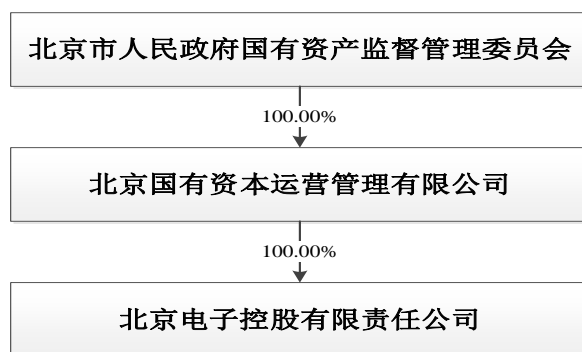 北京市人民政府国有资产监督管理委员会
100.00%
北京国有资本运营管理有限公司
100.00%
北京电子控股有限责任公司